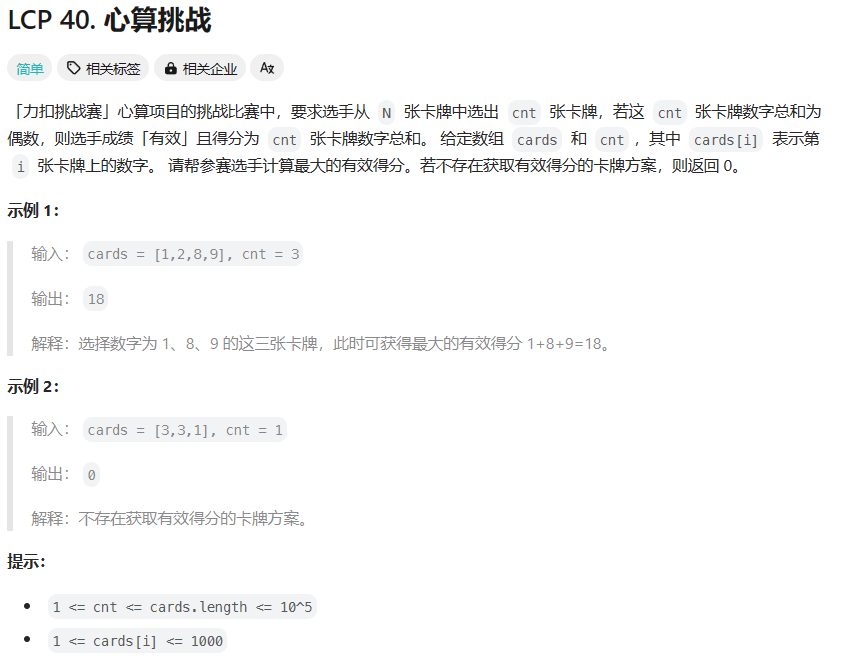 LCP 40. 心算挑战
简单 相关标签 相关企业 Az
「力扣挑战赛」心算项目的挑战比赛中，要求选手从 N 张卡牌中选出 cnt 张卡牌，若这 cnt 张卡牌数字总和为
偶数，则选手成绩「有效」且得分为 cnt 张卡牌数字总和。 给定数组 cards 和 cnt ，其中 cards[i] 表示第
i 张卡牌上的数字。 请帮参赛选手计算最大的有效得分。若不存在获取有效得分的卡牌方案，则返回 0。
示例 1：
输入： cards = [1,2,8,9], cnt = 3
输出： 18
解释：选择数字为 1、8、9 的这三张卡牌，此时可获得最大的有效得分 1+8+9=18。
示例 2：
输入： cards = [3,3,1], cnt = 1
输出： 0
解释：不存在获取有效得分的卡牌方案。
提示：
• 1 <= cnt <= cards.length <= 10^5
• 1 <= cards[i] <= 1000